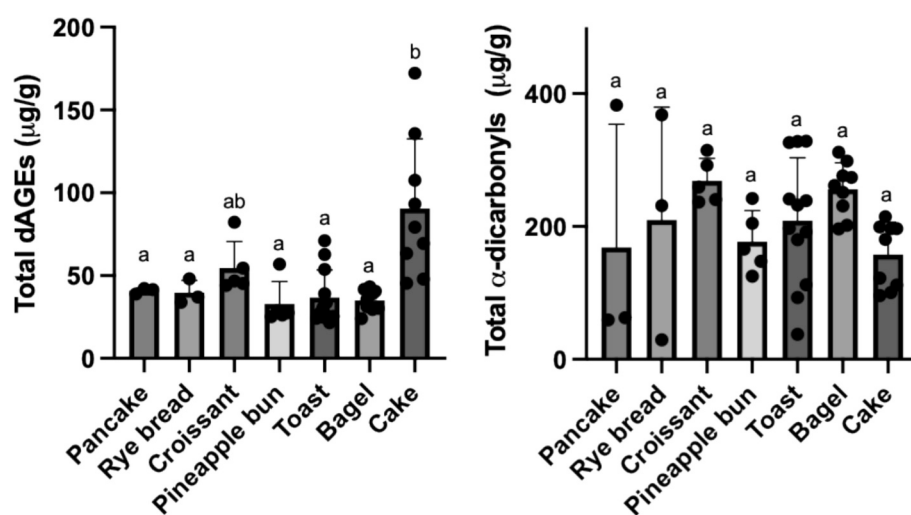 Total dAGEs (μg/g)
200
150
100
50
0
a
a
ab
a
a
a
b
Pancake
Rye bread
Croissant
Pineapple bun
Toast
Bagel
Cake
Total α-dicarbonyls (μg/g)
400
200
0
a
a
a
a
a
a
a
Pancake
Rye bread
Croissant
Pineapple bun
Toast
Bagel
Cake